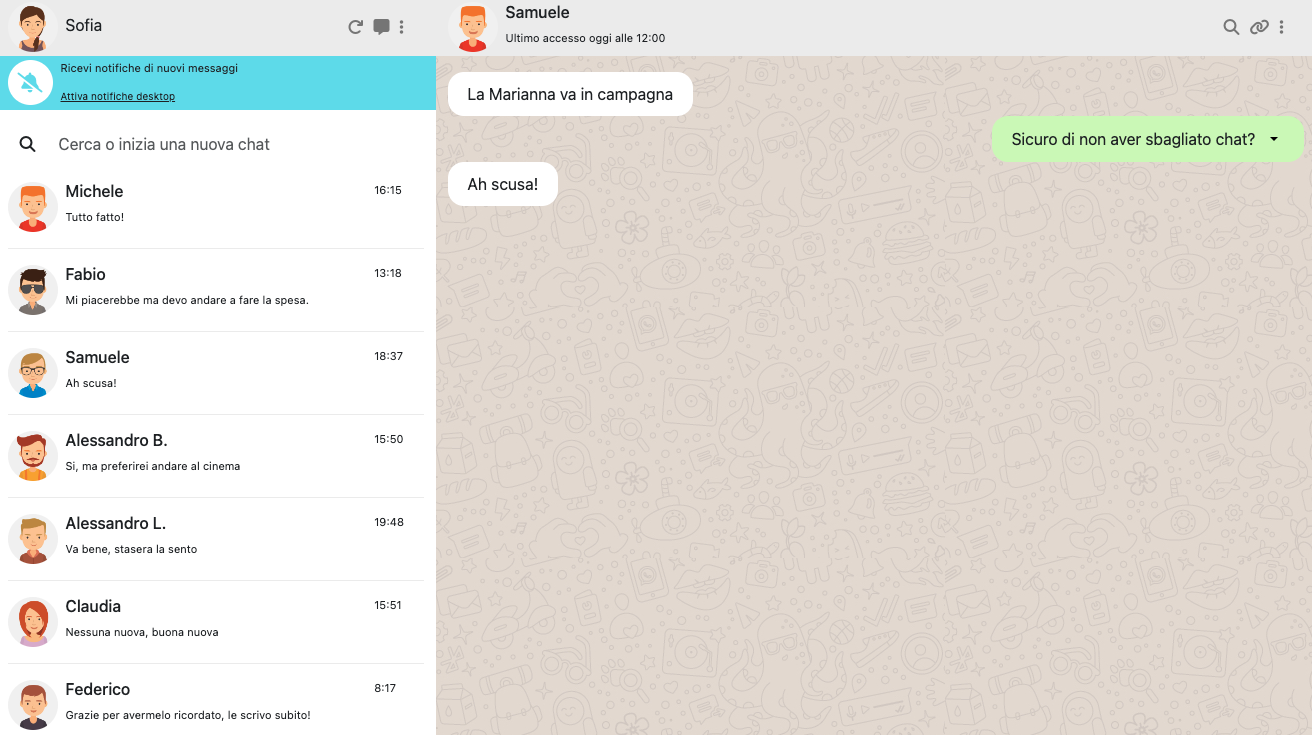 Sofia
Ricevi notifiche di nuovi messaggi
Attiva notifiche desktop
Cerca o inizia una nuova chat
Michele 16:15
Tutto fatto!
Fabio 13:18
Mi piacerebbe ma devo andare a fare la spesa.
Samuele 18:37
Ah scusa!
Alessandro B. 15:50
Si, ma preferirei andare al cinema
Alessandro L. 19:48
Va bene, stasera la sento
Claudia 15:51
Nessuna nuova, buona nuova
Federico 8:17
Grazie per avermelo ricordato, le scrivo subito!
Samuele
Ultimo accesso oggi alle 12:00
La Marianna va in campagna
Sicuro di non aver sbagliato chat?
Ah scusa!